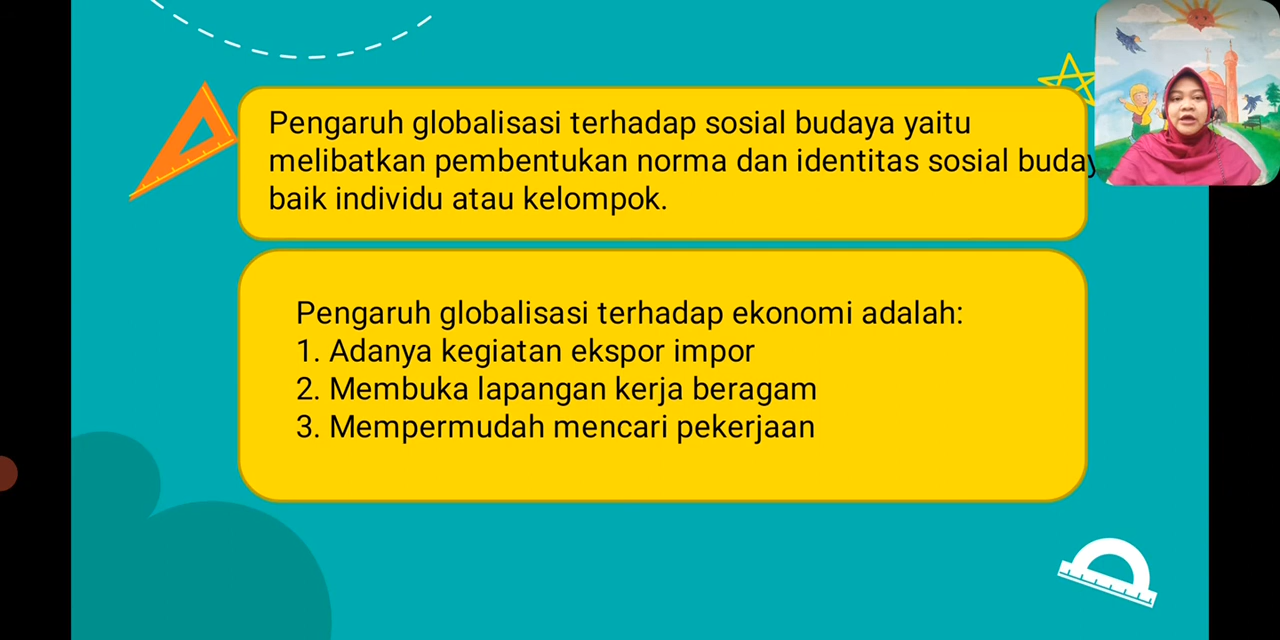 Pengaruh globalisasi terhadap sosial budaya yaitu
melibatkan pembentukan norma dan identitas sosial
baik individu atau kelompok.
Pengaruh globalisasi terhadap ekonomi adalah:
1. Adanya kegiatan ekspor impor
2. Membuka lapangan kerja beragam
3. Mempermudah mencari pekerjaan